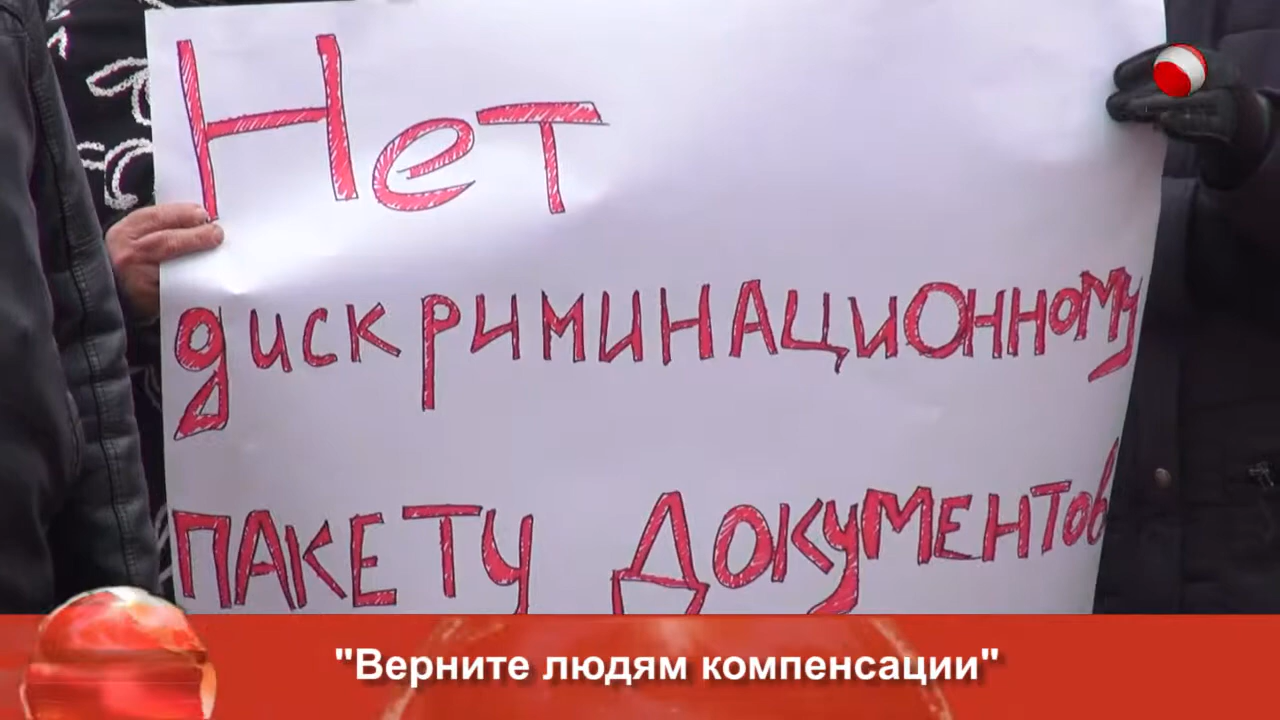 Нет
дискриминационному
пакету документов
"Верните людям компенсации"